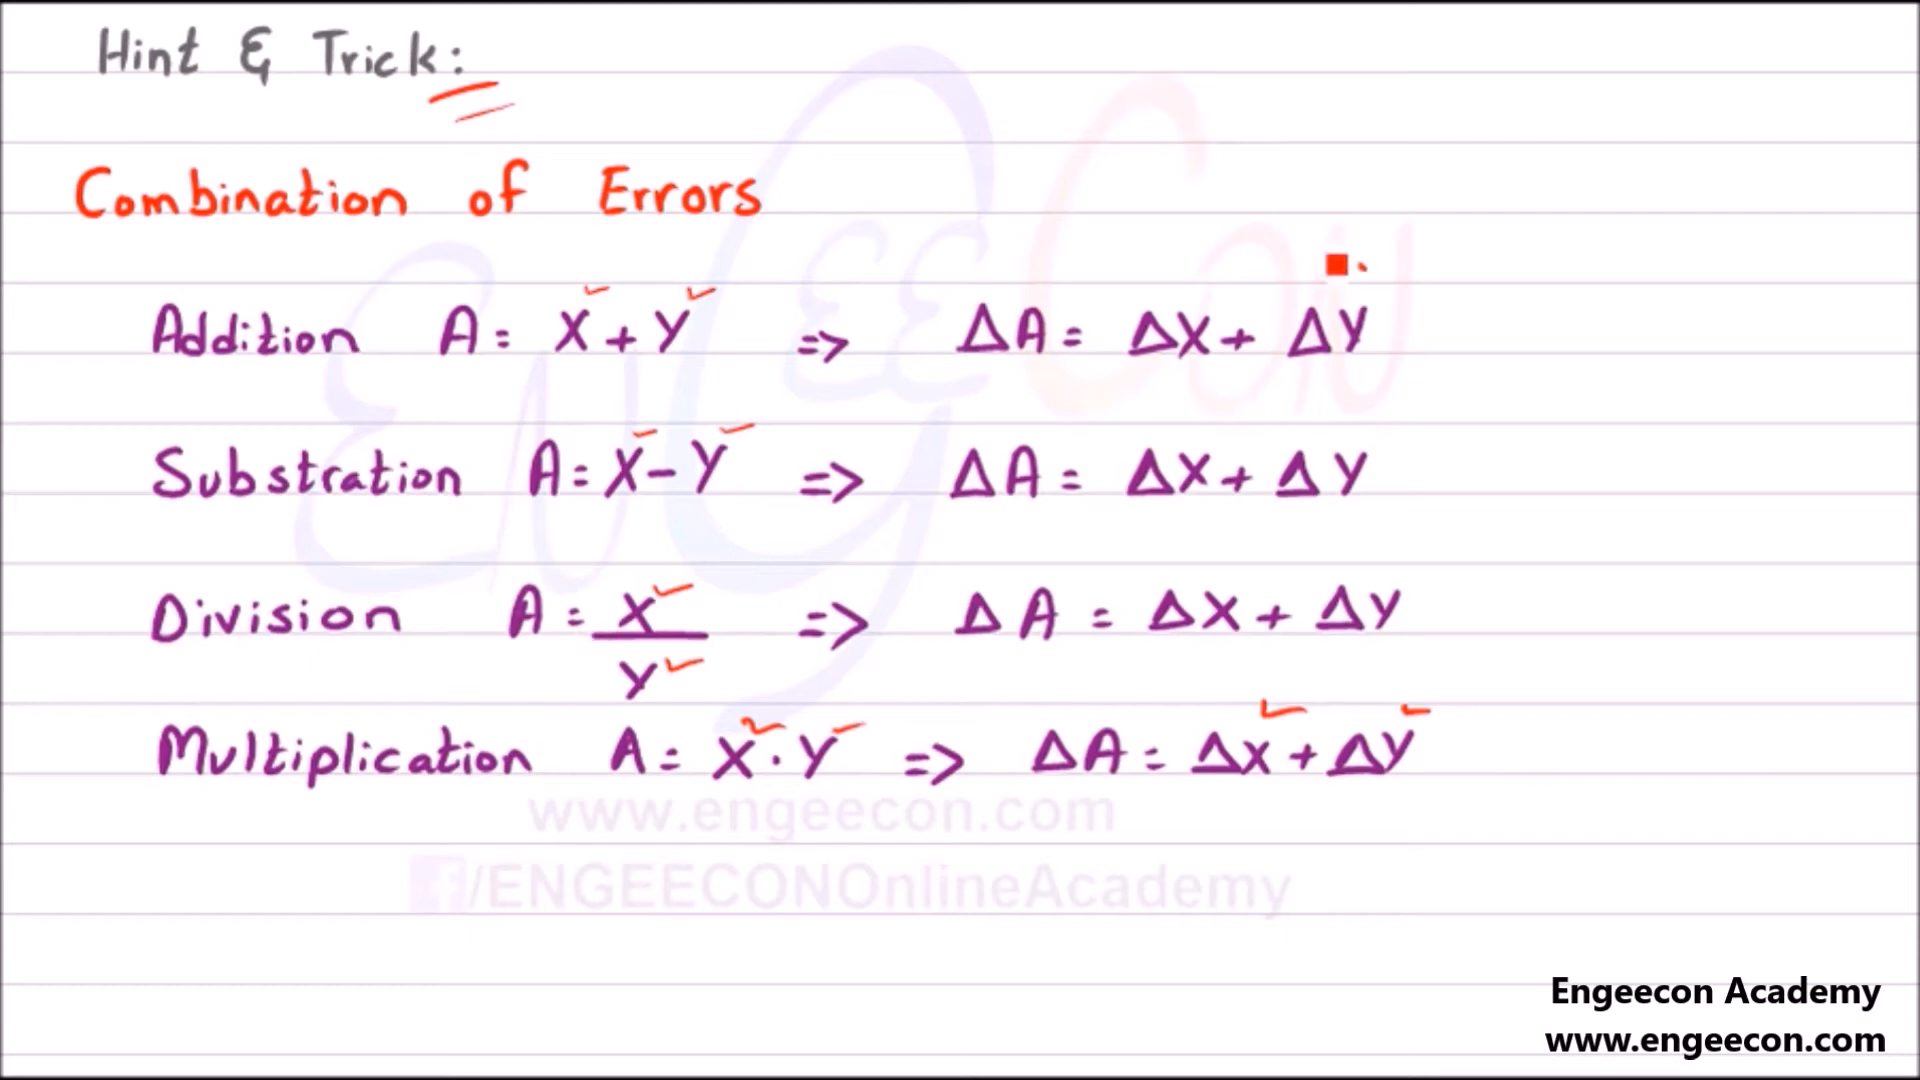 Hint & Trick:
Combination of Errors
Addition A = X + Y => ΔA = ΔX + ΔY
Substration A = X - Y => ΔA = ΔX + ΔY
Division A = X / Y => ΔA = ΔX + ΔY
Multiplication A = X . Y => ΔA = ΔX + ΔY
ENGEECON
www.engeecon.com
f/ENGEECONOnlineAcademy
Engeecon Academy
www.engeecon.com